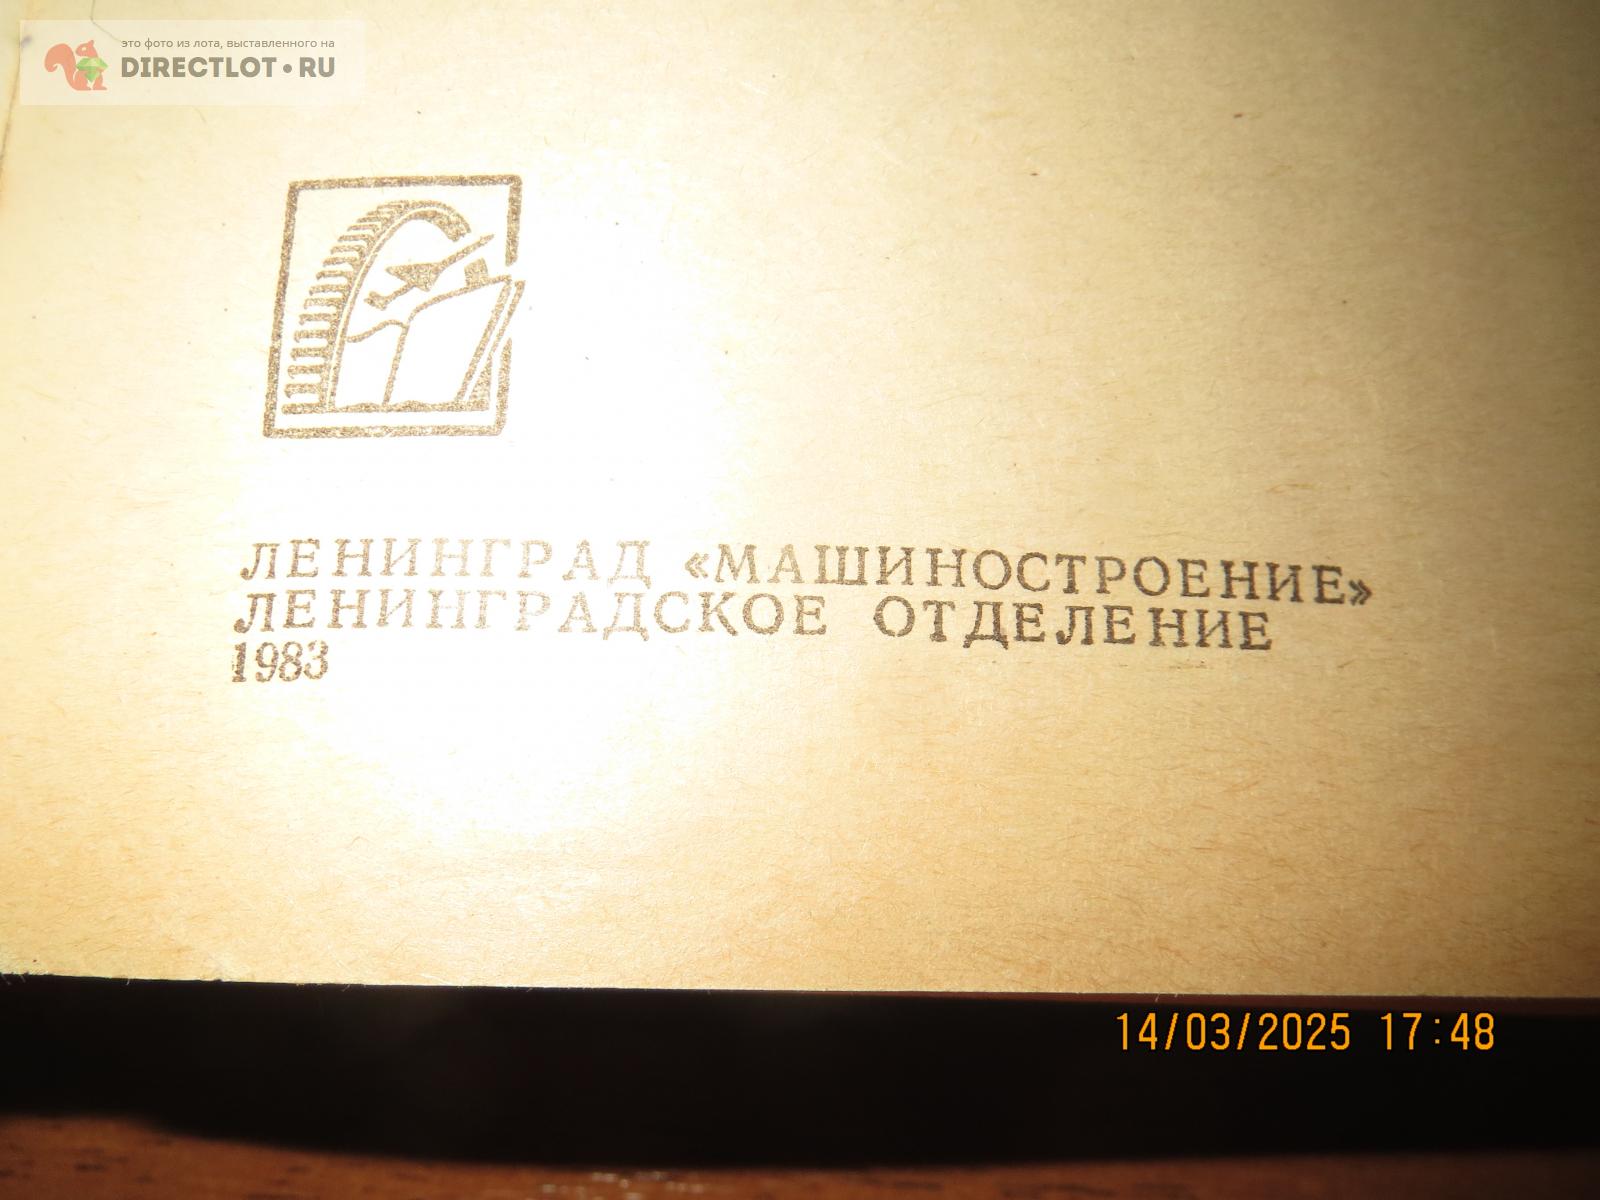 это фото из лота, выставленного на
DIRECTLOT•RU
ЛЕНИНГРАД «МАШИНОСТРОЕНИЕ»
ЛЕНИНГРАДСКОЕ ОТДЕЛЕНИЕ
1983
14/03/2025 17:48